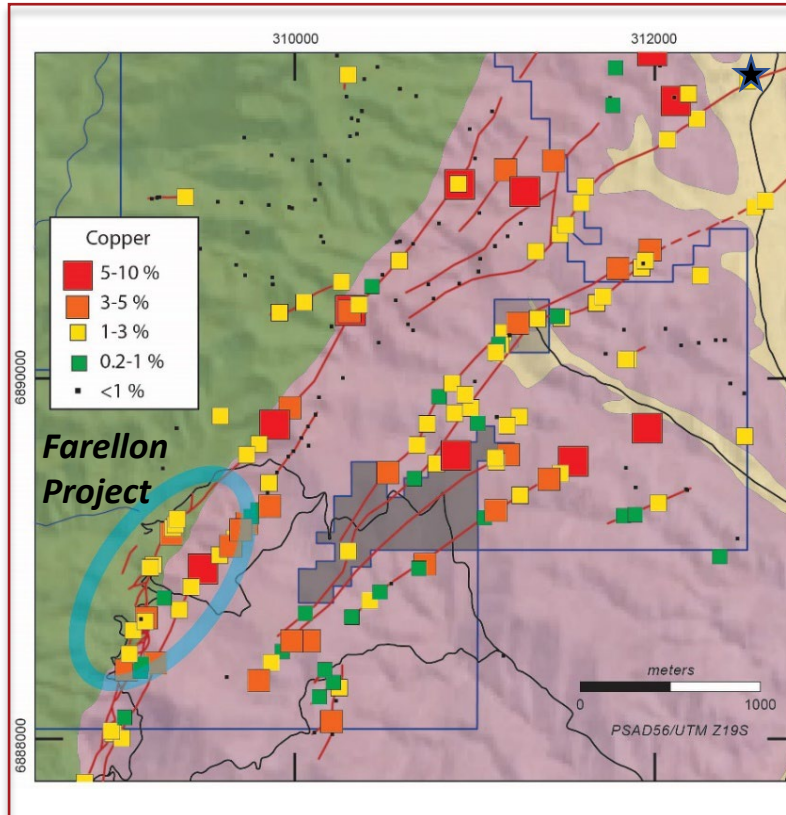 310000
312000
Copper
5-10 %
3-5 %
1-3 %
0.2-1 %
<1 %
6890000
Farellon
Project
meters
0
1000
PSAD56/UTM Z19S
6888000